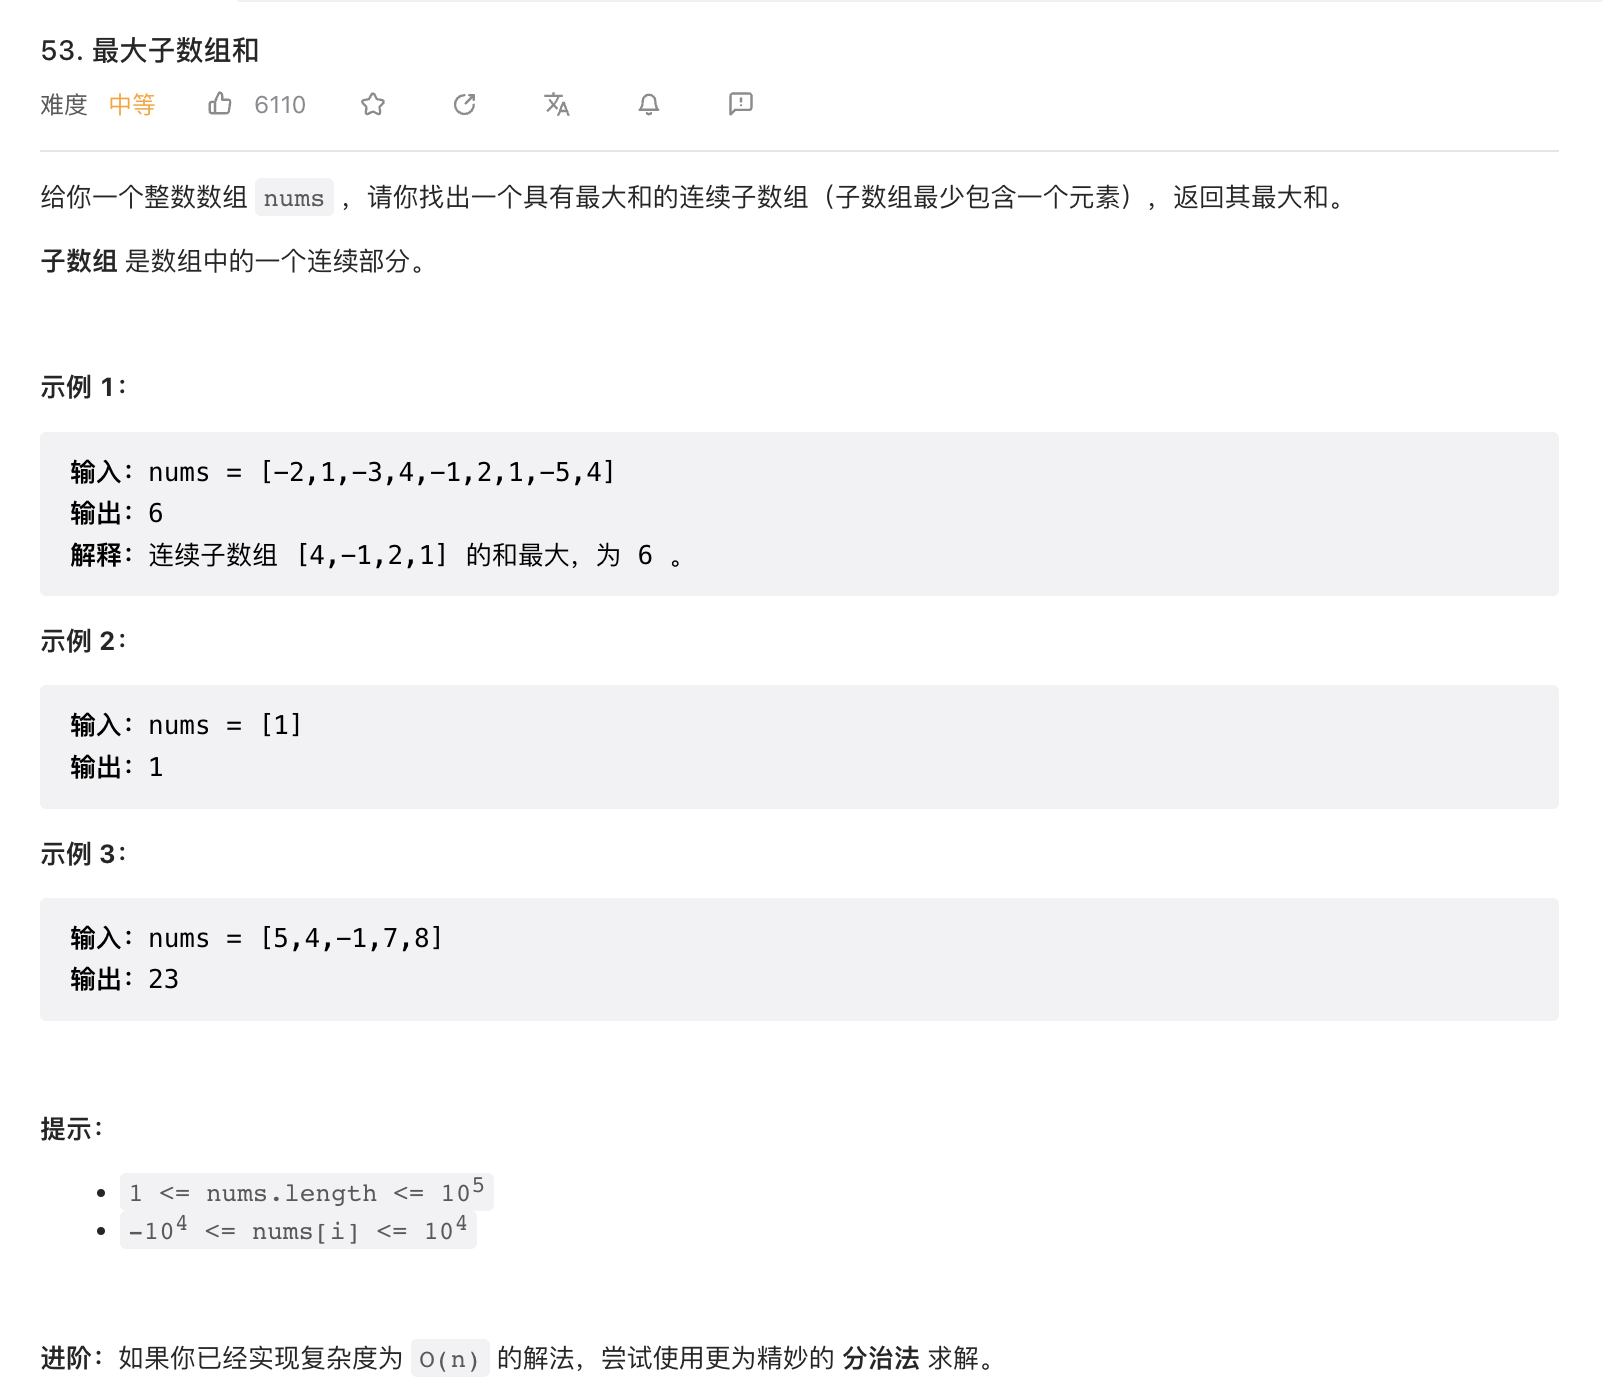 53. 最大子数组和
难度 中等 6110
给你一个整数数组 nums ，请你找出一个具有最大和的连续子数组（子数组最少包含一个元素），返回其最大和。
子数组 是数组中的一个连续部分。
示例 1：
输入：nums = [-2,1,-3,4,-1,2,1,-5,4]
输出：6
解释：连续子数组 [4,-1,2,1] 的和最大，为 6 。
示例 2：
输入：nums = [1]
输出：1
示例 3：
输入：nums = [5,4,-1,7,8]
输出：23
提示：
• 1 <= nums.length <= 10⁵
• -10⁴ <= nums[i] <= 10⁴
进阶：如果你已经实现复杂度为 O(n) 的解法，尝试使用更为精妙的 分治法 求解。